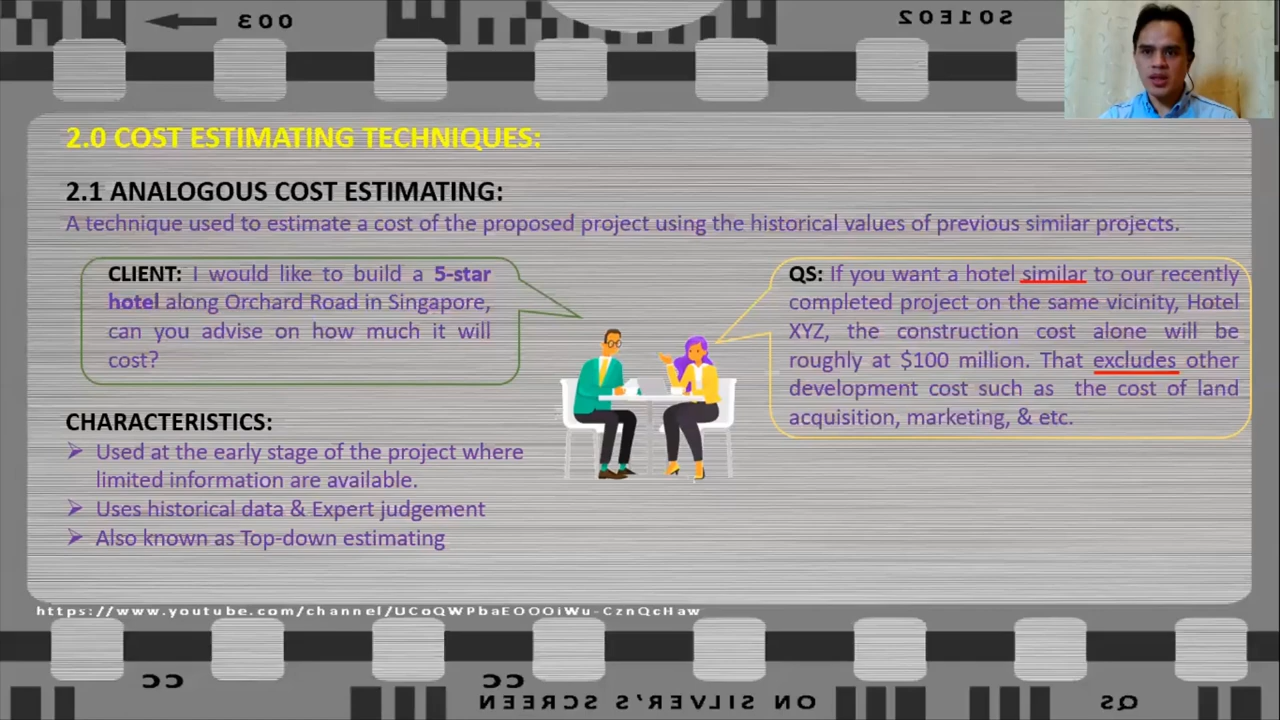 003
S01E02
2.0 COST ESTIMATING TECHNIQUES:
2.1 ANALOGOUS COST ESTIMATING:
A technique used to estimate a cost of the proposed project using the historical values of previous similar projects.
CLIENT: I would like to build a 5-star
hotel along Orchard Road in Singapore,
can you advise on how much it will
cost?
QS: If you want a hotel similar to our recently
completed project on the same vicinity, Hotel
XYZ, the construction cost alone will be
roughly at $100 million. That excludes other
development cost such as the cost of land
acquisition, marketing, & etc.
CHARACTERISTICS:
➢ Used at the early stage of the project where
limited information are available.
➢ Uses historical data & Expert judgement
➢ Also known as Top-down estimating
https://www.youtube.com/channel/UCoQWPbaEOOOiWu-CznQcHaw
CC
CC
QS ON SILVER'S SCREEN